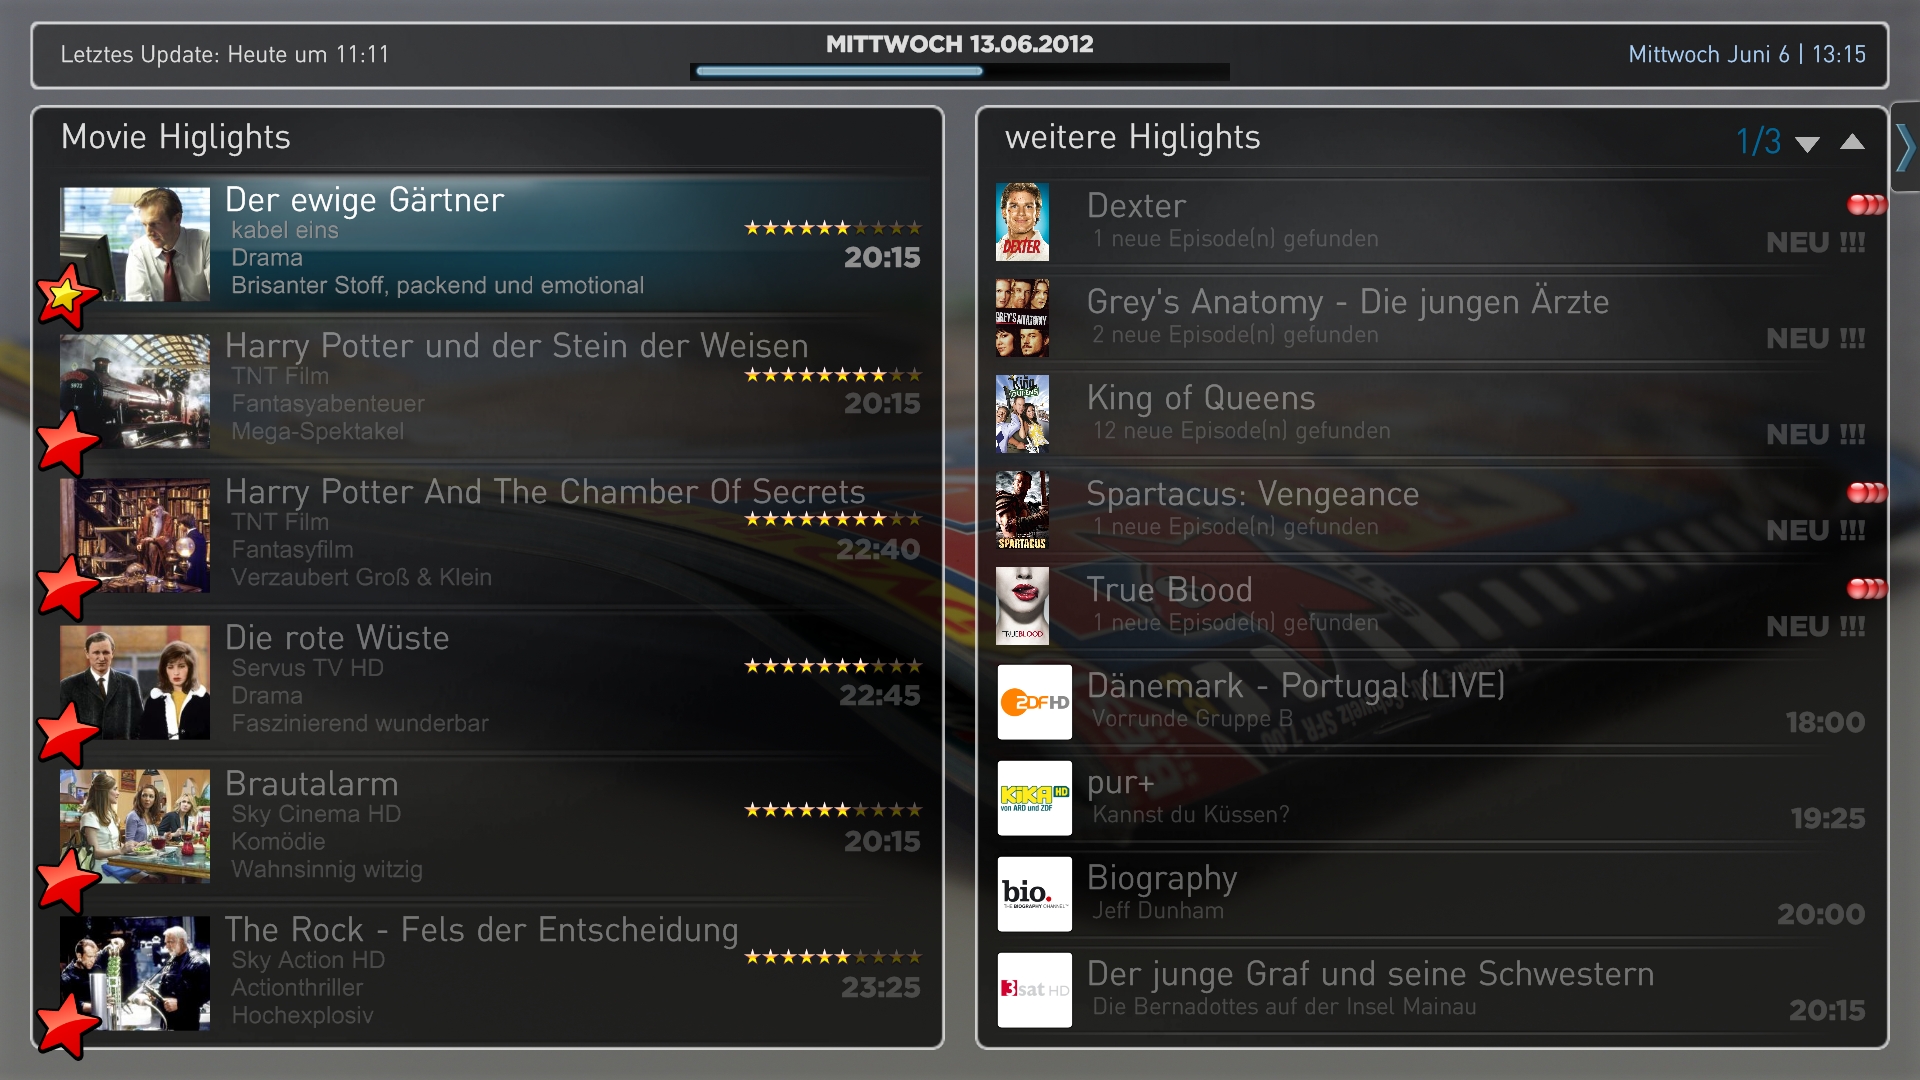 Letztes Update: Heute um 11:11
MITTWOCH 13.06.2012
Mittwoch Juni 6 | 13:15
Movie Higlights
Der ewige Gärtner
kabel eins
Drama
20:15
Brisanter Stoff, packend und emotional
Harry Potter und der Stein der Weisen
TNT Film
Fantasyabenteuer
20:15
Mega-Spektakel
Harry Potter And The Chamber Of Secrets
TNT Film
Fantasyfilm
22:40
Verzaubert Groß & Klein
Die rote Wüste
Servus TV HD
Drama
22:45
Faszinierend wunderbar
Brautalarm
Sky Cinema HD
Komödie
20:15
Wahnsinnig witzig
The Rock - Fels der Entscheidung
Sky Action HD
Actionthriller
23:25
Hochexplosiv
weitere Higlights
1/3
DEXTER
Dexter
1 neue Episode(n) gefunden
NEU !!!
GREY'S ANATOMY
Grey's Anatomy - Die jungen Ärzte
2 neue Episode(n) gefunden
NEU !!!
King of Queens
12 neue Episode(n) gefunden
NEU !!!
SPARTACUS
Spartacus: Vengeance
1 neue Episode(n) gefunden
NEU !!!
TRUEBLOOD
True Blood
1 neue Episode(n) gefunden
NEU !!!
ZDFHD
Dänemark - Portugal (LIVE)
Vorrunde Gruppe B
18:00
KiKA HD
von ARD und ZDF
pur+
Kannst du Küssen?
19:25
bio.
THE BIOGRAPHY CHANNEL
Biography
Jeff Dunham
20:00
3sat HD
Der junge Graf und seine Schwestern
Die Bernadottes auf der Insel Mainau
20:15